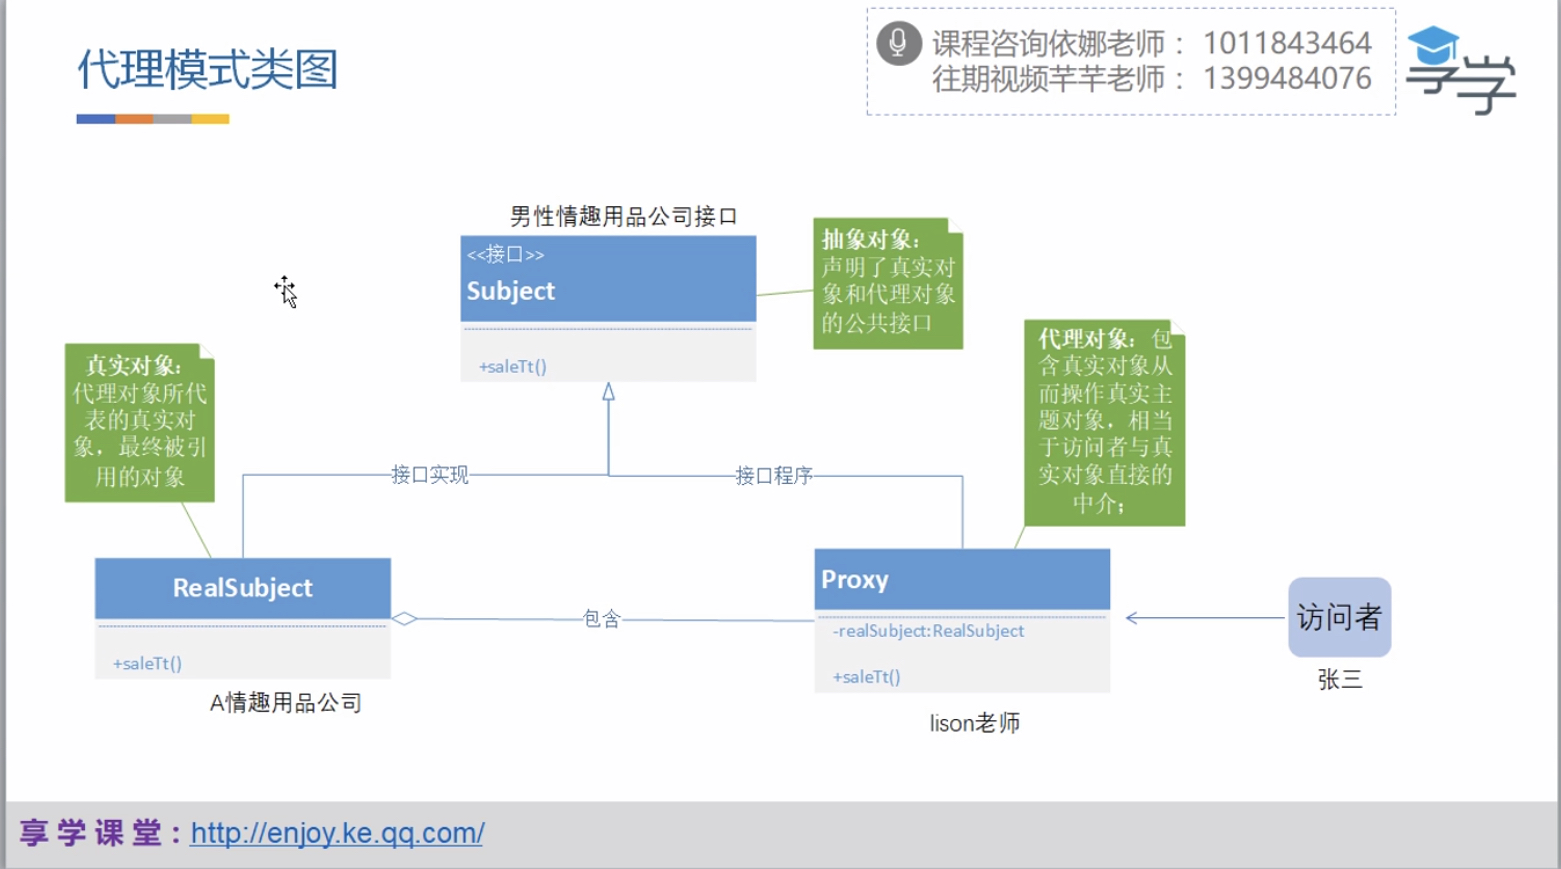 代理模式类图
课程咨询依娜老师： 1011843464
往期视频芊芊老师： 1399484076
享学
男性情趣用品公司接口
<<接口>>
Subject
+saleTt()
抽象对象：
声明了真实对
象和代理对象
的公共接口
代理对象：包
含真实对象从
而操作真实主
题对象，相当
于访问者与真
实对象直接的
中介；
真实对象：
代理对象所代
表的真实对
象，最终被引
用的对象
接口实现
接口程序
RealSubject
+saleTt()
A情趣用品公司
包含
Proxy
-realSubject:RealSubject
+saleTt()
lison老师
访问者
张三
享学课堂：http://enjoy.ke.qq.com/